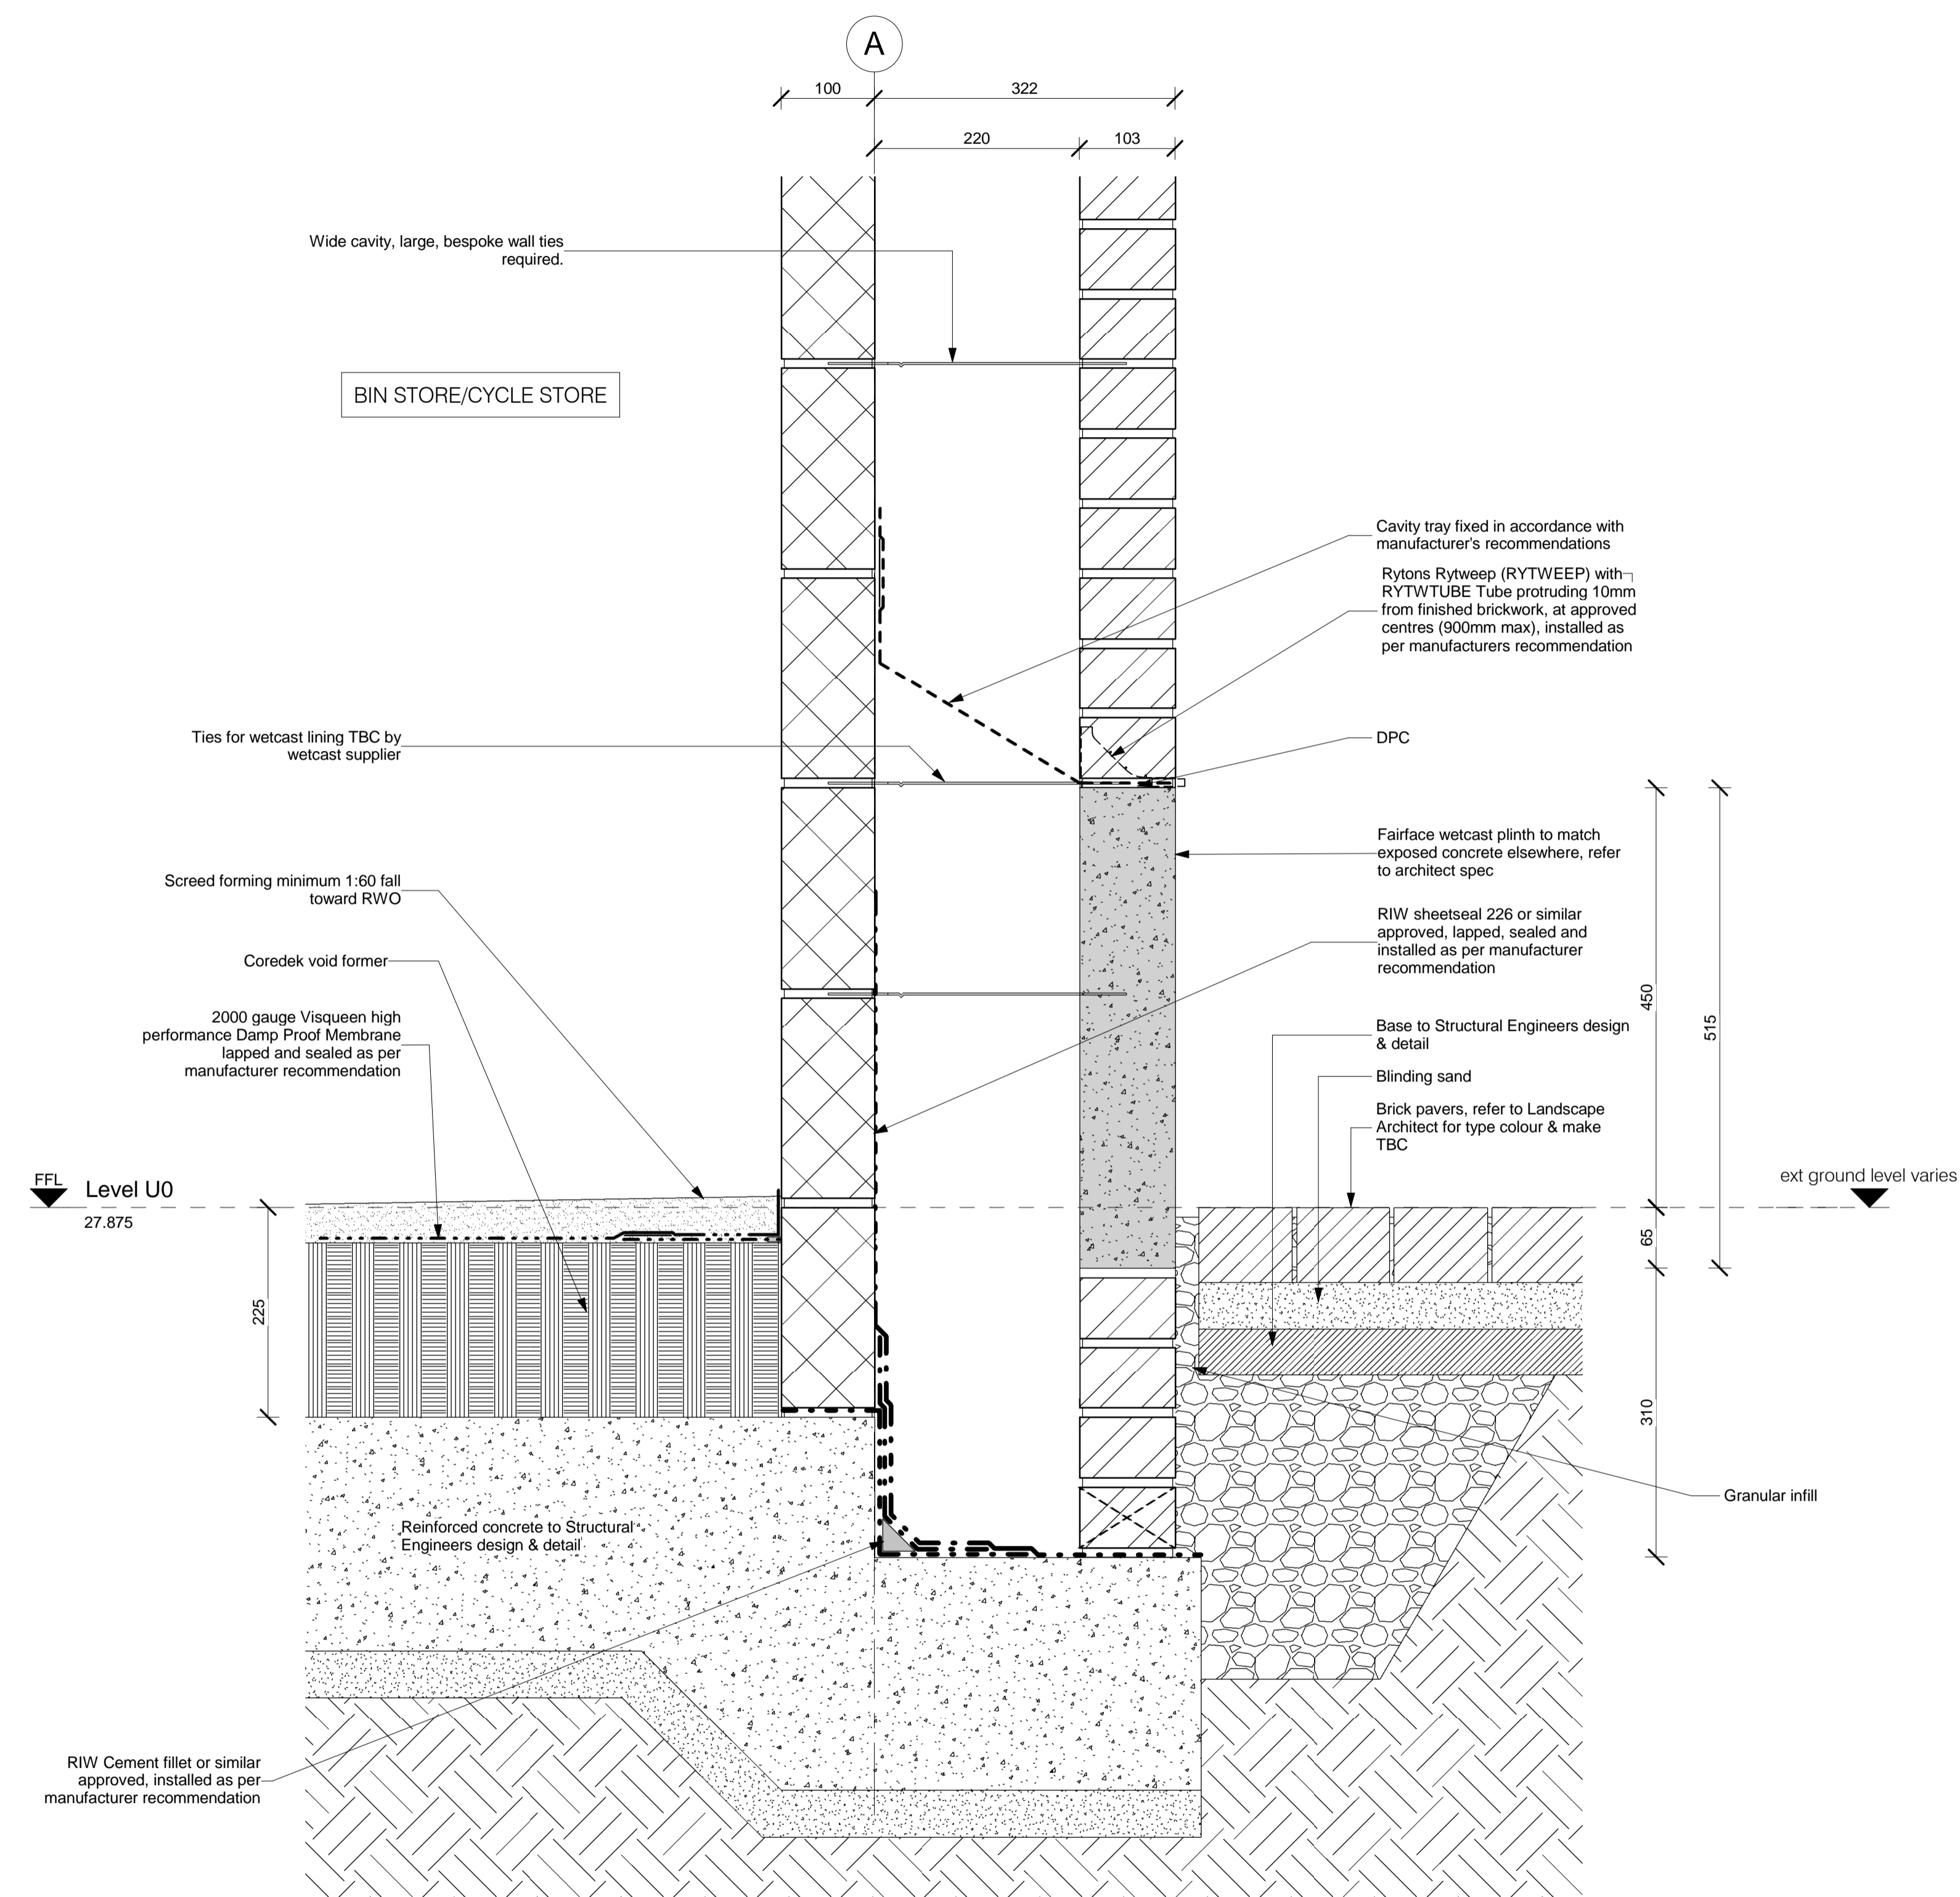 A
100
322
220
103
Wide cavity, large, bespoke wall ties
required.
BIN STORE/CYCLE STORE
Cavity tray fixed in accordance with
manufacturer's recommendations
Rytons Rytweep (RYTWEEP) with
RYTWTUBE Tube protruding 10mm
from finished brickwork, at approved
centres (900mm max), installed as
per manufacturers recommendation
Ties for wetcast lining TBC by
wetcast supplier
DPC
Fairface wetcast plinth to match
exposed concrete elsewhere, refer
to architect spec
Screed forming minimum 1:60 fall
toward RWO
RIW sheetseal 226 or similar
approved, lapped, sealed and
installed as per manufacturer
recommendation
Coredek void former
2000 gauge Visqueen high
performance Damp Proof Membrane
lapped and sealed as per
manufacturer recommendation
450
515
Base to Structural Engineers design
& detail
Blinding sand
Brick pavers, refer to Landscape
Architect for type colour & make
TBC
FFL
Level U0
27.875
ext ground level varies
65
225
310
Granular infill
Reinforced concrete to Structural
Engineers design & detail
RIW Cement fillet or similar
approved, installed as per
manufacturer recommendation